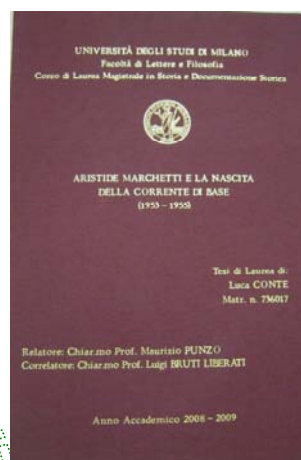 UNIVERSITÀ DEGLI STUDI DI MILANO
Facoltà di Lettere e Filosofia
Corso di Laurea Magistrale in Storia e Documentazione Storica
ARISTIDE MARCHETTI E LA NASCITA
DELLA CORRENTE DI BASE
(1953 – 1955)
Tesi di Laurea di:
Luca CONTE
Matr. n. 736017
Relatore: Chiar.mo Prof. Maurizio PUNZO
Correlatore: Chiar.mo Prof. Luigi BRUTI LIBERATI
Anno Accademico 2008 – 2009